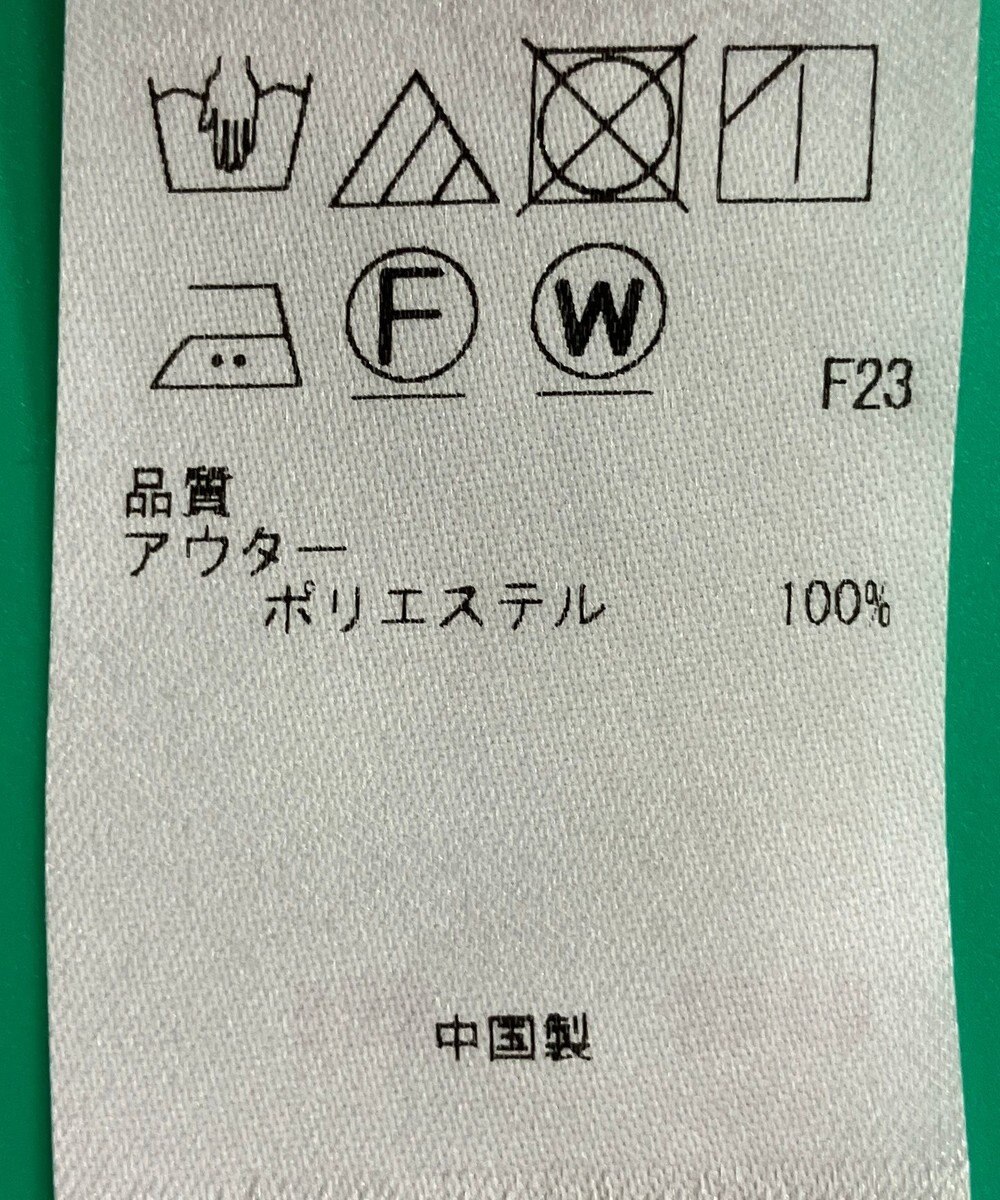 F W
F23
品質
アウター
ポリエステル 100%
中国製